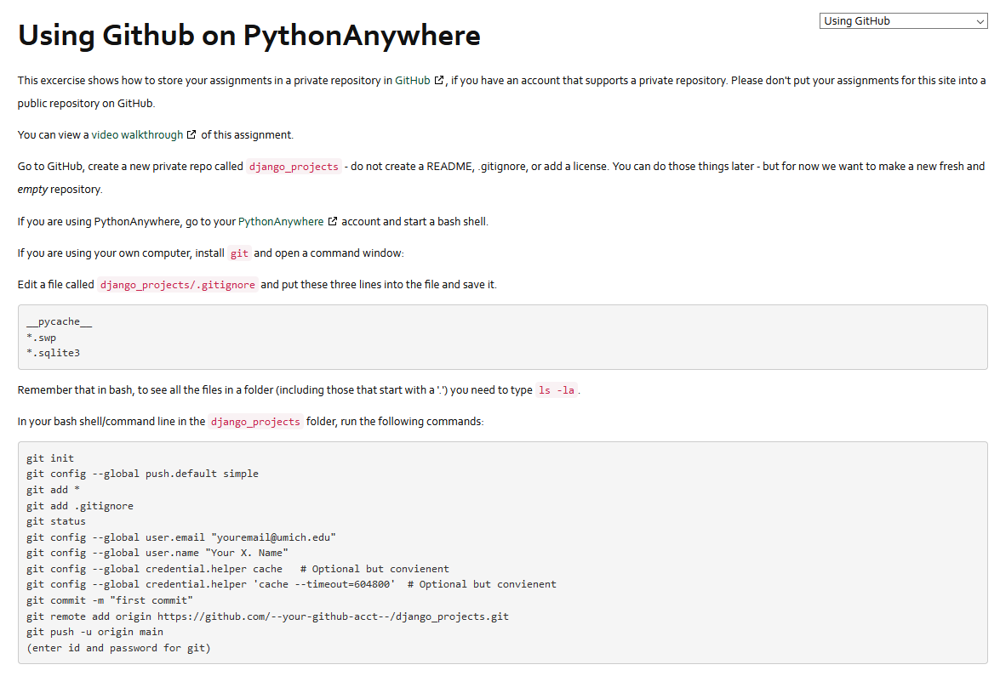 Using GitHub
Using Github on PythonAnywhere
This excercise shows how to store your assignments in a private repository in GitHub , if you have an account that supports a private repository. Please don't put your assignments for this site into a
public repository on GitHub.
You can view a video walkthrough of this assignment.
Go to GitHub, create a new private repo called django_projects - do not create a README, .gitignore, or add a license. You can do those things later - but for now we want to make a new fresh and
empty repository.
If you are using PythonAnywhere, go to your PythonAnywhere account and start a bash shell.
If you are using your own computer, install git and open a command window:
Edit a file called django_projects/.gitignore and put these three lines into the file and save it.
__pycache__
*.swp
*.sqlite3
Remember that in bash, to see all the files in a folder (including those that start with a '.') you need to type ls -la .
In your bash shell/command line in the django_projects folder, run the following commands:
git init
git config --global push.default simple
git add *
git add .gitignore
git status
git config --global user.email "youremail@umich.edu"
git config --global user.name "Your X. Name"
git config --global credential.helper cache   # Optional but convienent
git config --global credential.helper 'cache --timeout=604800'  # Optional but convienent
git commit -m "first commit"
git remote add origin https://github.com/--your-github-acct--/django_projects.git
git push -u origin main
(enter id and password for git)